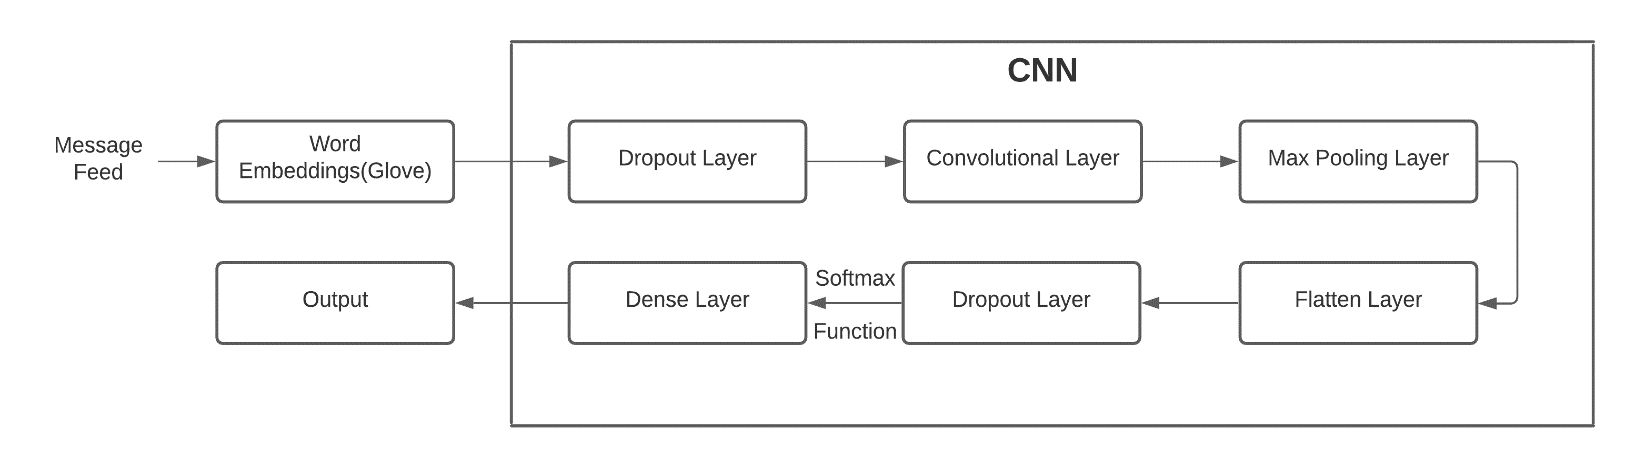 CNN
Message
Feed
Word
Embeddings(Glove)
Dropout Layer
Convolutional Layer
Max Pooling Layer
Flatten Layer
Dropout Layer
Softmax
Function
Dense Layer
Output